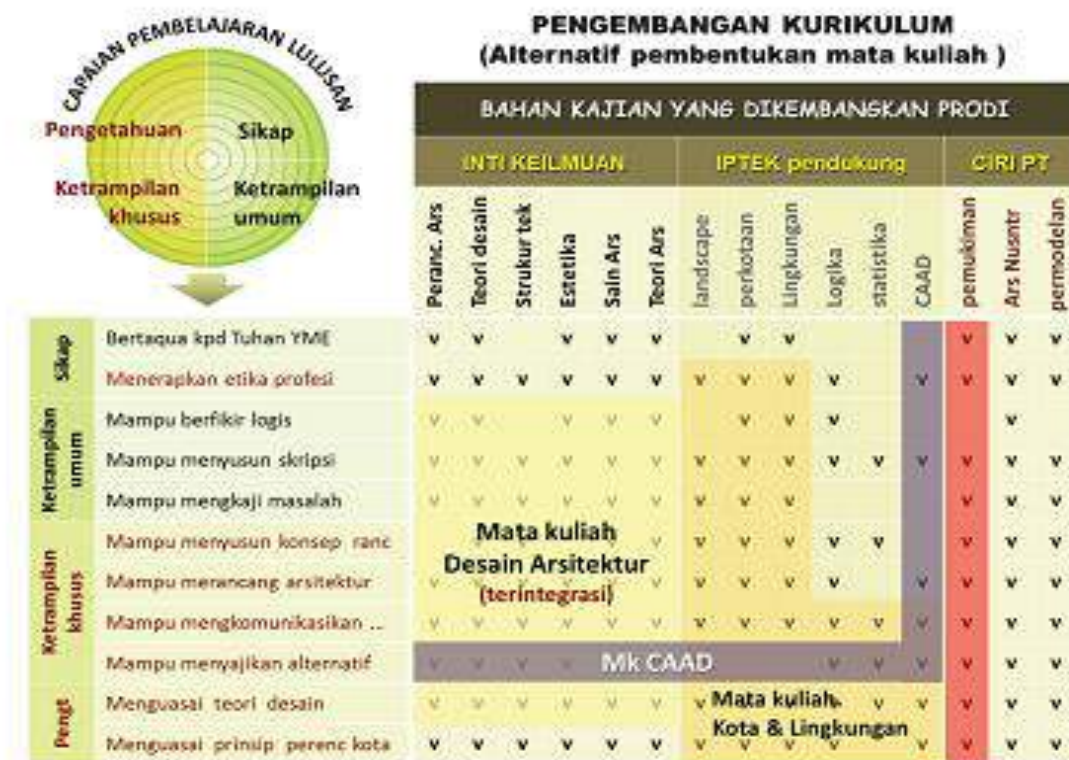 CAPAIAN PEMBELAJARAN LULUSAN
Pengetahuan
Sikap
Ketrampilan khusus
Ketrampilan umum
PENGEMBANGAN KURIKULUM
(Alternatif pembentukan mata kuliah )
BAHAN KAJIAN YANG DIKEMBANGKAN PRODI
INTI KEILMUAN
IPTEK pendukung
CIRI PT
Peranc. Ars
Teori desain
Strukur tek
Estetika
Sain Ars
Teori Ars
landscape
perkotaan
Lingkungan
Logika
statistika
CAAD
pemukiman
Ars Nusntr
permodelan
Sikap
Bertaqua kpd Tuhan YME v v v v v v v v v v
Menerapkan etika profesi v v v v v v v v v v v v v v
Ketrampilan umum
Mampu berfikir logis v v v v v v v v v
Mampu menyusun skripsi v v v v v v v v v v v v v v v
Mampu mengkaji masalah v v v v v v v v v v v v
Ketrampilan khusus
Mampu menyusun konsep ranc v v v v v v v v v
Mampu merancang arsitektur v v v v v v v v v v v v v v
Mampu mengkomunikasikan ... v v v v v v v v v v v v v v v
Mampu menyajikan alternatif v v v v v v v v v v
Mata kuliah
Desain Arsitektur
(terintegrasi)
Mk CAAD
Pengt
Menguasai teori desain v v v v v v v v v v v v v
Menguasai prinsip perenc kota v v v v v v v v v v v v v v
Mata kuliah
Kota & Lingkungan